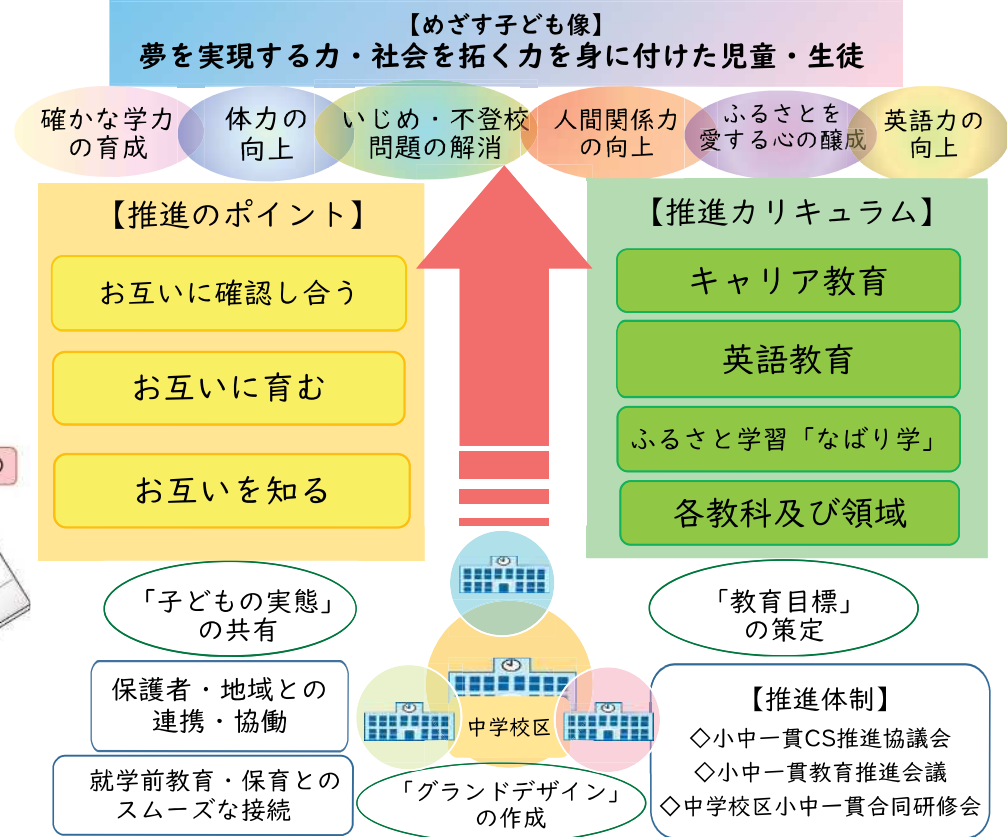 【めざす子ども像】
夢を実現する力・社会を拓く力を身に付けた児童・生徒
確かな学力
の育成
体力の
向上
いじめ・不登校
問題の解消
人間関係力
の向上
ふるさとを
愛する心の醸成
英語力の
向上
【推進のポイント】
お互いに確認し合う
お互いに育む
お互いを知る
【推進カリキュラム】
キャリア教育
英語教育
ふるさと学習「なばり学」
各教科及び領域
「子どもの実態」
の共有
「教育目標」
の策定
保護者・地域との
連携・協働
就学前教育・保育との
スムーズな接続
中学校区
「グランドデザイン」
の作成
【推進体制】
◇小中一貫CS推進協議会
◇小中一貫教育推進会議
◇中学校区小中一貫合同研修会